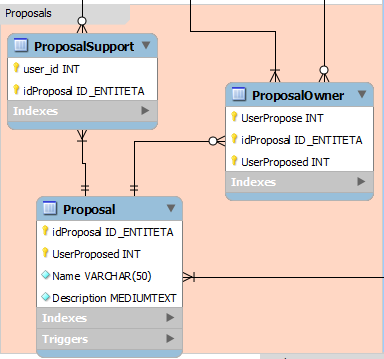 Proposals
ProposalSupport
user_id INT
idProposal ID_ENTITETA
Indexes
ProposalOwner
UserPropose INT
idProposal ID_ENTITETA
UserProposed INT
Indexes
Proposal
idProposal ID_ENTITETA
UserProposed INT
Name VARCHAR(50)
Description MEDIUMTEXT
Indexes
Triggers